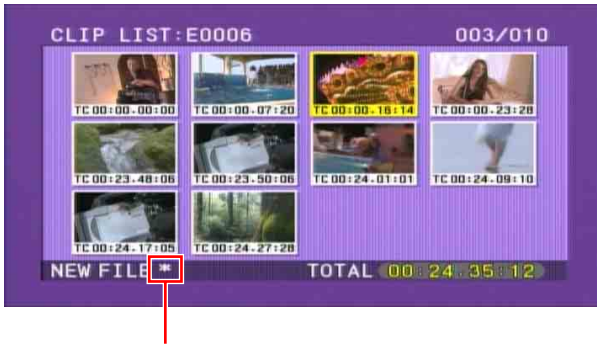 CLIP LIST:E0006 003/010
TC 00:00.00:00 TC 00:00.07:20 TC 00:00.16:14 TC 00:00.23:28
TC 00:23.48:06 TC 00:23.50:06 TC 00:24.01:01 TC 00:24.09:10
TC 00:24.17:05 TC 00:24.27:28
NEW FILE * TOTAL 00:24.35:12